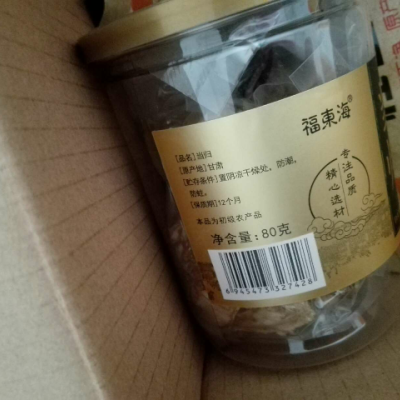 福東海®
专注品质
精心选材
[品名]当归
[原产地]甘肃
[贮存条件]置阴凉干燥处，防潮，
防蛀。
[保质期]12个月
本品为初级农产品
净含量:80克
6945473327428